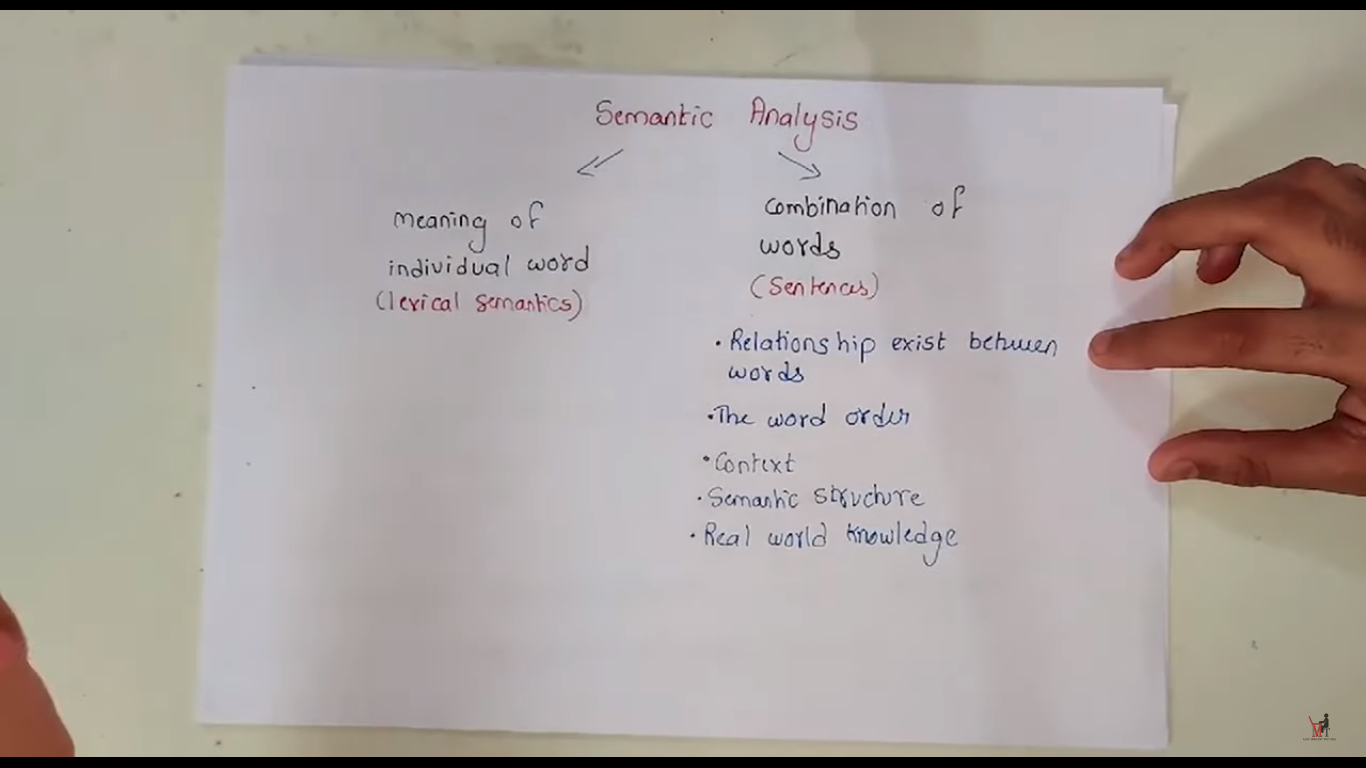 Semantic Analysis
meaning of
individual word
(lexical semantics)
combination of
words
(Sentences)
• Relationship exist between
words
• The word order
• Context
• Semantic structure
• Real world knowledge